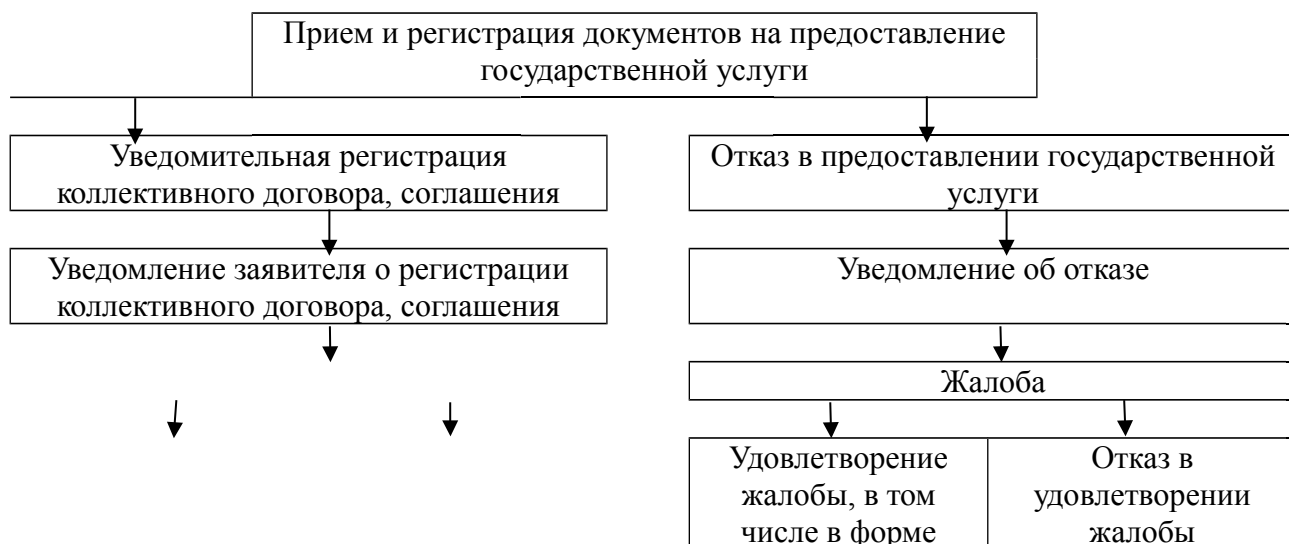 Прием и регистрация документов на предоставление
государственной услуги
Уведомительная регистрация
коллективного договора, соглашения
Отказ в предоставлении государственной
услуги
Уведомление заявителя о регистрации
коллективного договора, соглашения
Уведомление об отказе
Жалоба
Удовлетворение
жалобы, в том
числе в форме
Отказ в
удовлетворении
жалобы